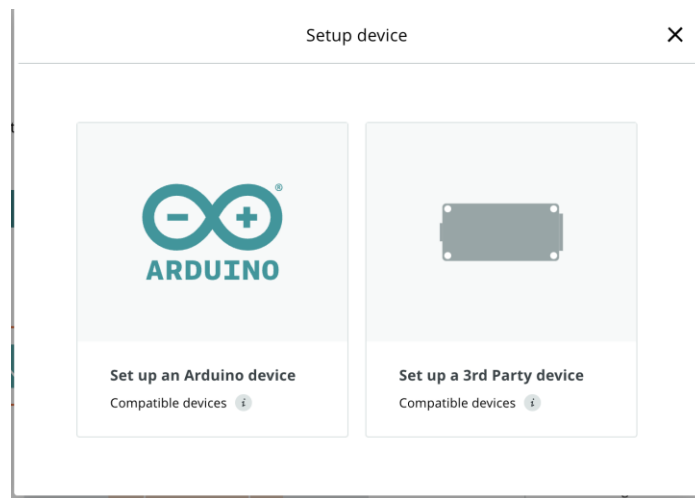 Setup device
®
ARDUINO
Set up an Arduino device
Compatible devices i
Set up a 3rd Party device
Compatible devices i